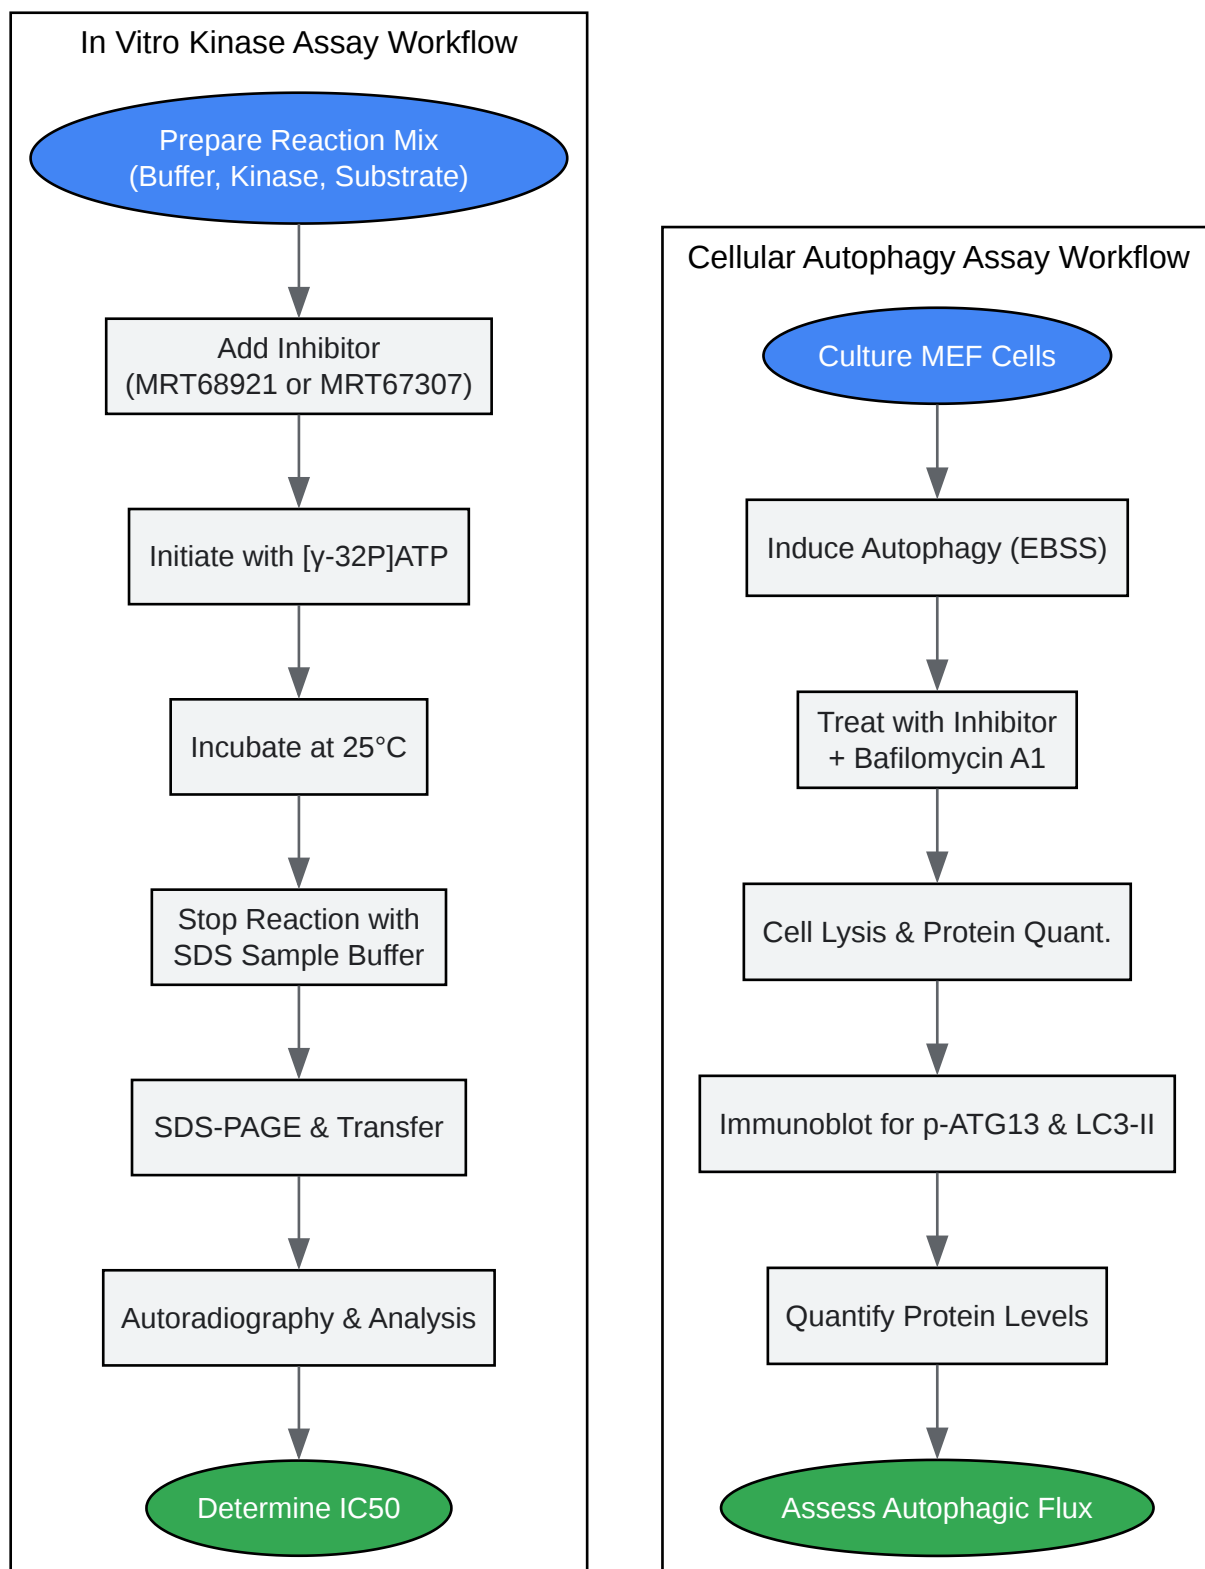 In Vitro Kinase Assay Workflow
Prepare Reaction Mix
(Buffer, Kinase, Substrate)
Add Inhibitor
(MRT68921 or MRT67307)
Initiate with [γ-32P]ATP
Incubate at 25°C
Stop Reaction with
SDS Sample Buffer
SDS-PAGE & Transfer
Autoradiography & Analysis
Determine IC50
Cellular Autophagy Assay Workflow
Culture MEF Cells
Induce Autophagy (EBSS)
Treat with Inhibitor
+ Bafilomycin A1
Cell Lysis & Protein Quant.
Immunoblot for p-ATG13 & LC3-II
Quantify Protein Levels
Assess Autophagic Flux